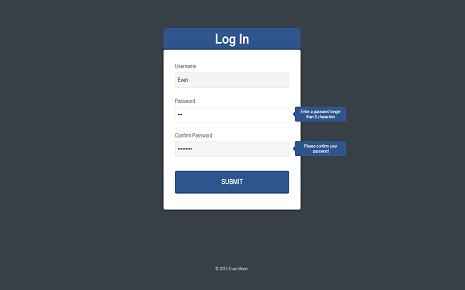 Log In
Username
Evan
Password
•••
Enter a password longer
than 8 characters
Confirm Password
••••••••
Please confirm your
password
SUBMIT
© 2015 Evan Moon